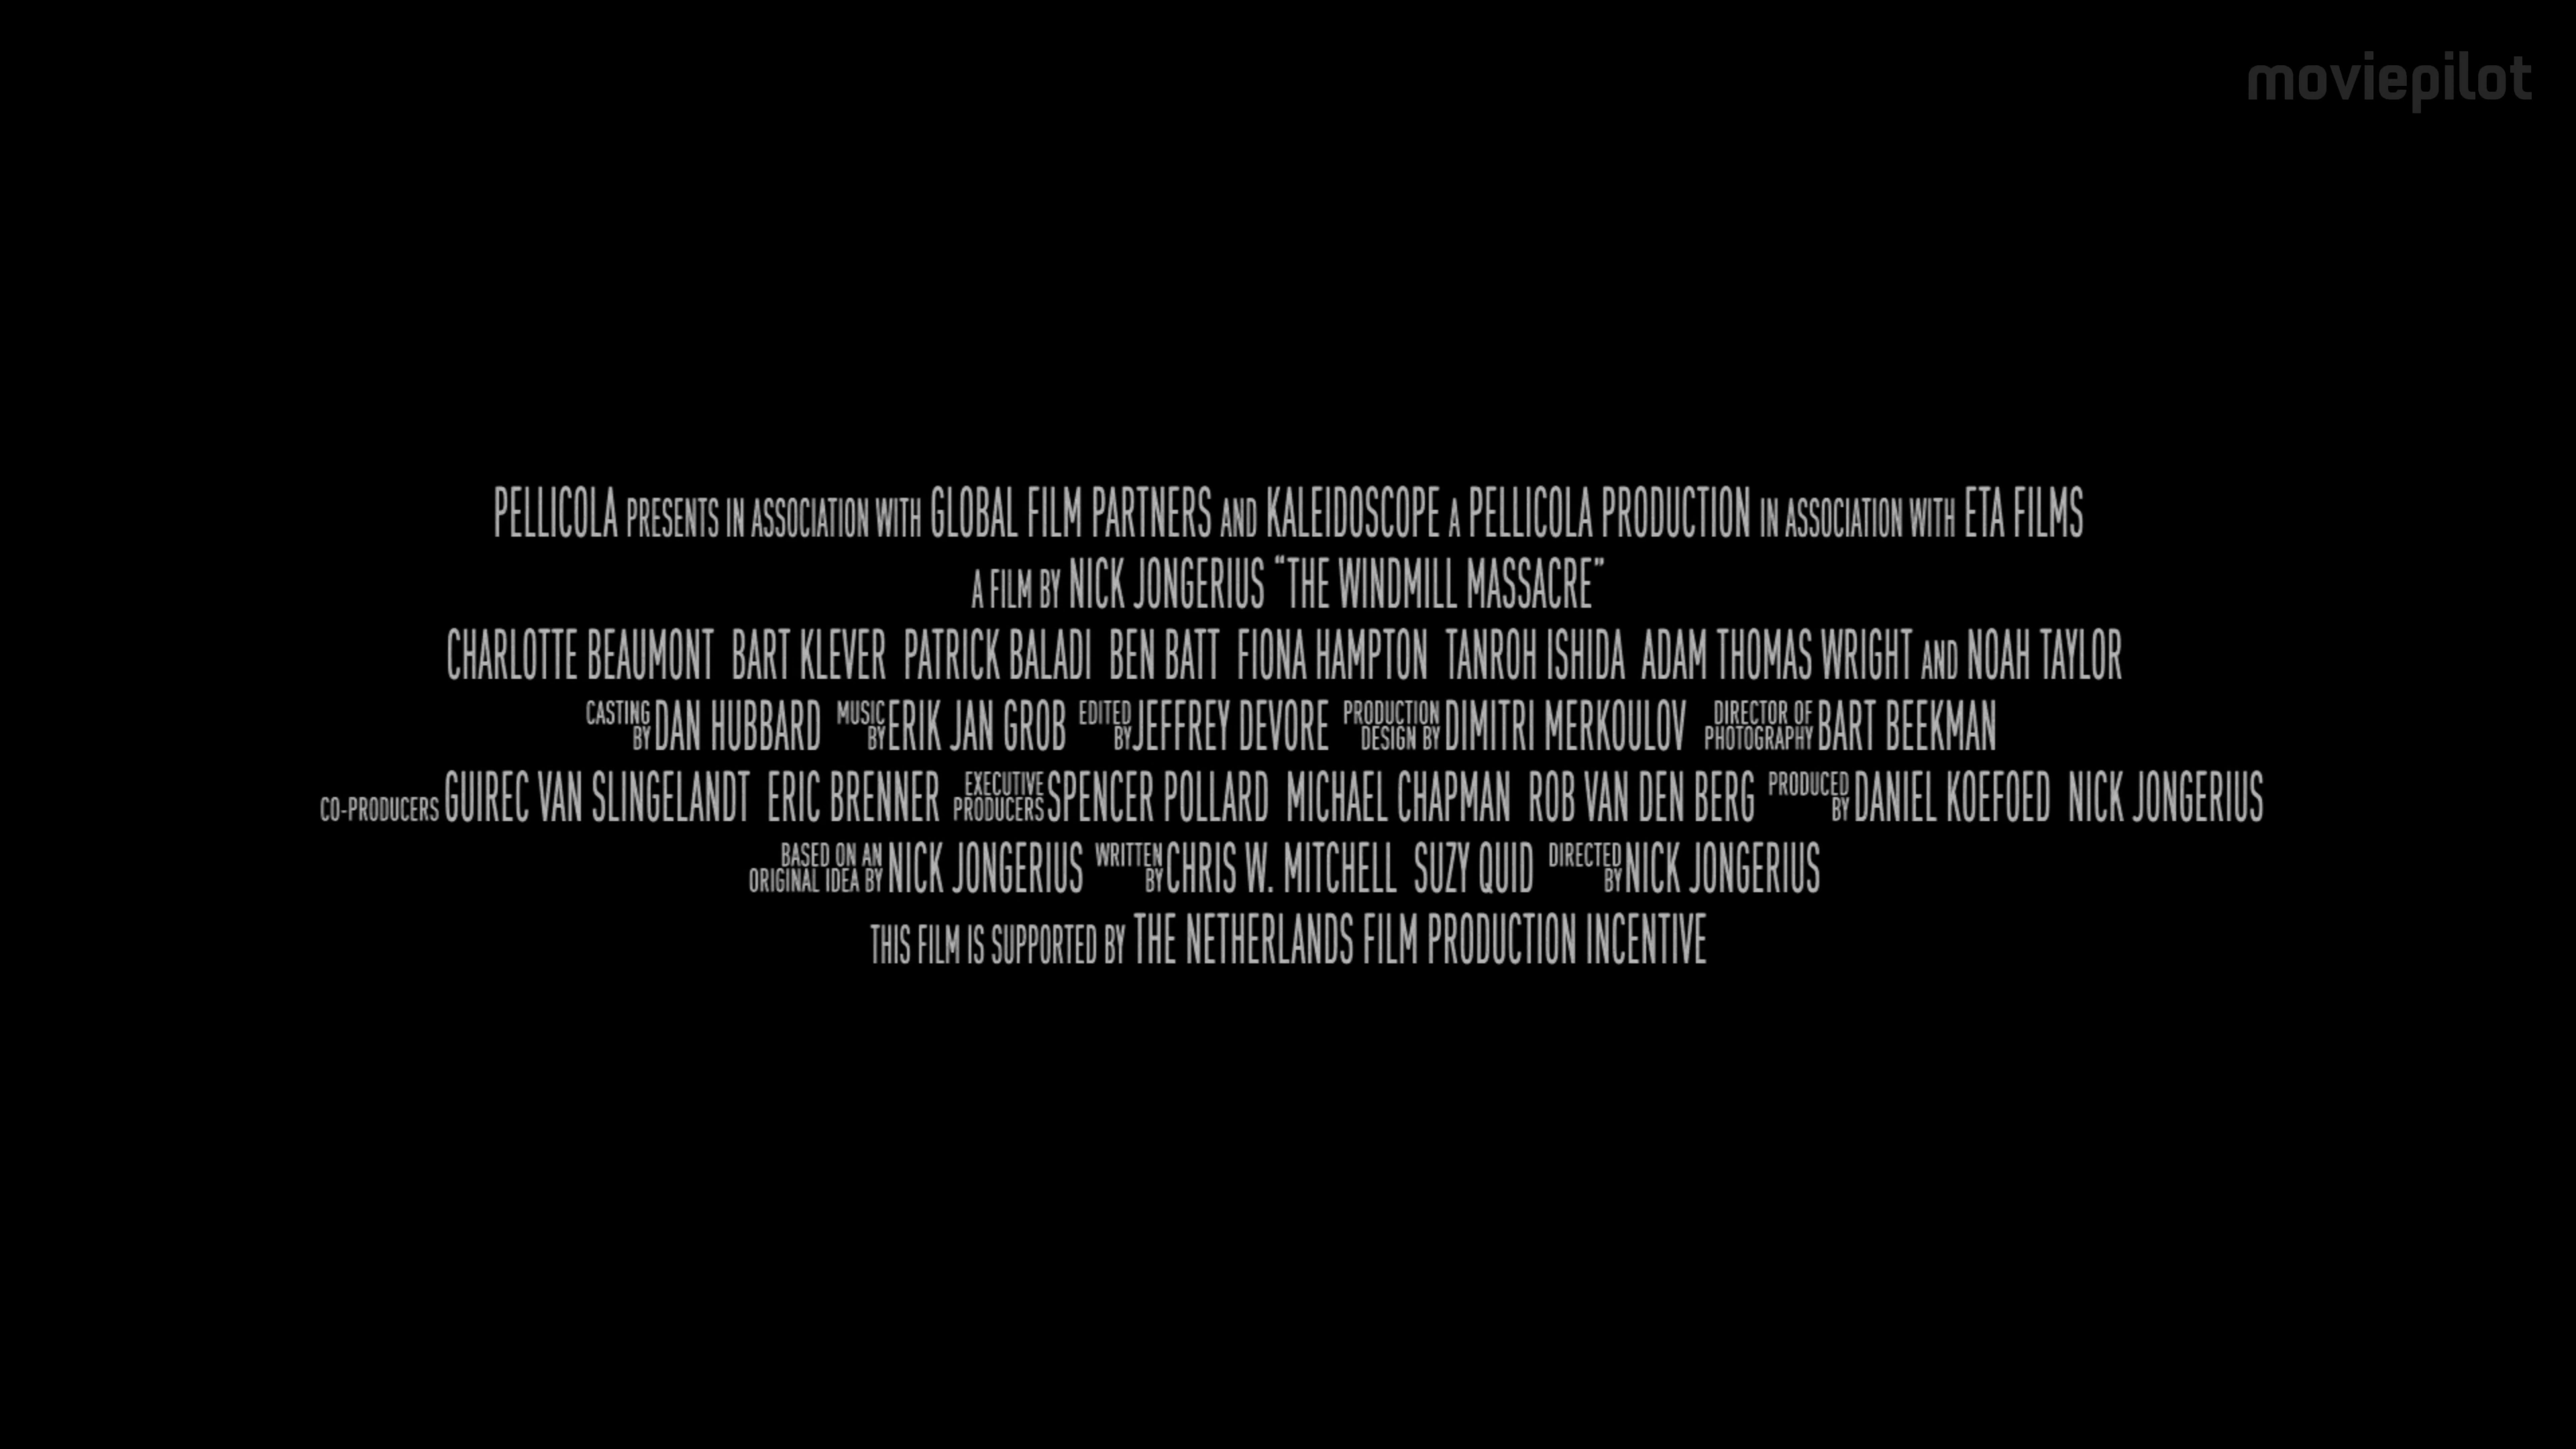 moviepilot
PELLICOLA PRESENTS IN ASSOCIATION WITH GLOBAL FILM PARTNERS AND KALEIDOSCOPE A PELLICOLA PRODUCTION IN ASSOCIATION WITH ETA FILMS
A FILM BY NICK JONGERIUS “THE WINDMILL MASSACRE”
CHARLOTTE BEAUMONT BART KLEVER PATRICK BALADI BEN BATT FIONA HAMPTON TANROH ISHIDA ADAM THOMAS WRIGHT AND NOAH TAYLOR
CASTING BY DAN HUBBARD MUSIC BY ERIK JAN GROB EDITED BY JEFFREY DEVORE PRODUCTION DESIGN BY DIMITRI MERKOULOV DIRECTOR OF PHOTOGRAPHY BART BEEKMAN
CO-PRODUCERS GUIREC VAN SLINGELANDT ERIC BRENNER EXECUTIVE PRODUCERS SPENCER POLLARD MICHAEL CHAPMAN ROB VAN DEN BERG PRODUCED BY DANIEL KOEFOED NICK JONGERIUS
BASED ON AN ORIGINAL IDEA BY NICK JONGERIUS WRITTEN BY CHRIS W. MITCHELL SUZY QUID DIRECTED BY NICK JONGERIUS
THIS FILM IS SUPPORTED BY THE NETHERLANDS FILM PRODUCTION INCENTIVE